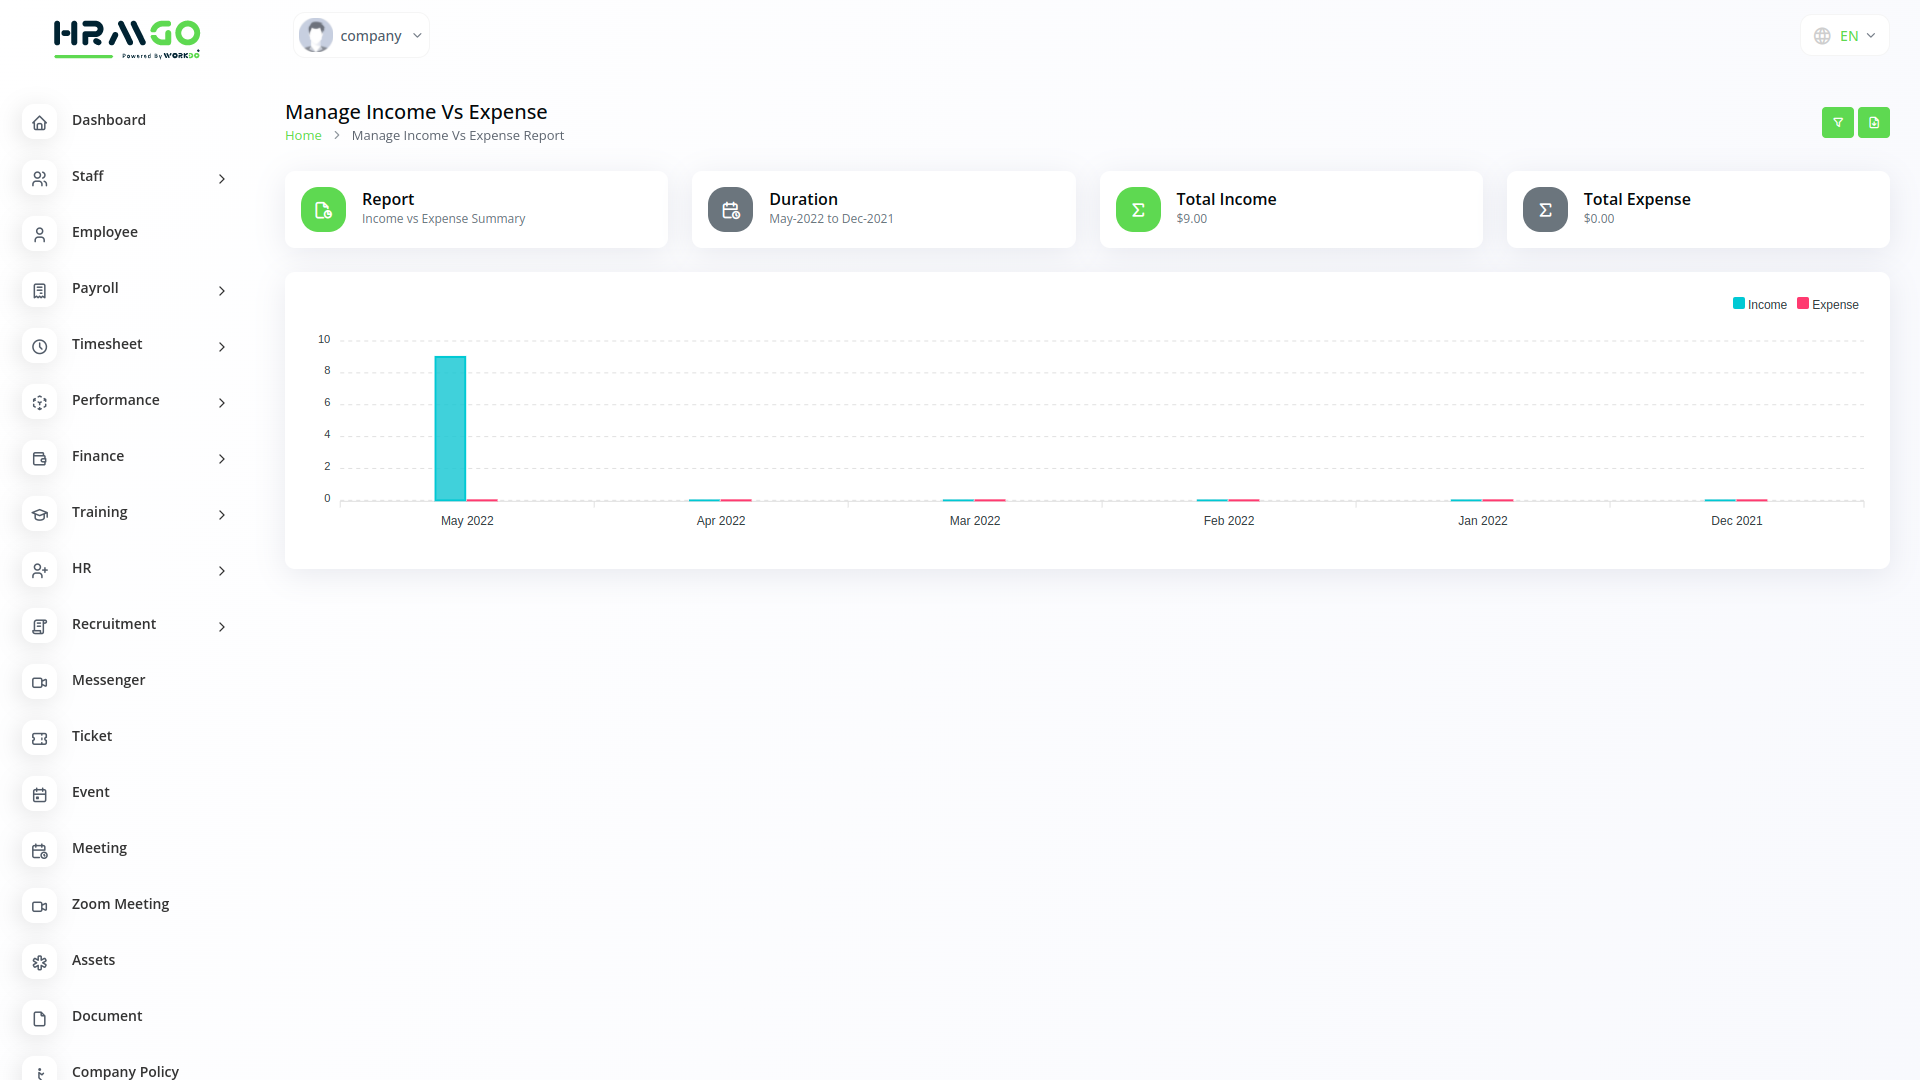 HRMGO
Powered By WORKDO
company
EN
Dashboard
Staff
Employee
Payroll
Timesheet
Performance
Finance
Training
HR
Recruitment
Messenger
Ticket
Event
Meeting
Zoom Meeting
Assets
Document
Company Policy
Manage Income Vs Expense
Home > Manage Income Vs Expense Report
Report
Income vs Expense Summary
Duration
May-2022 to Dec-2021
Total Income
$9.00
Total Expense
$0.00
Income Expense
10
8
6
4
2
0
May 2022 Apr 2022 Mar 2022 Feb 2022 Jan 2022 Dec 2021